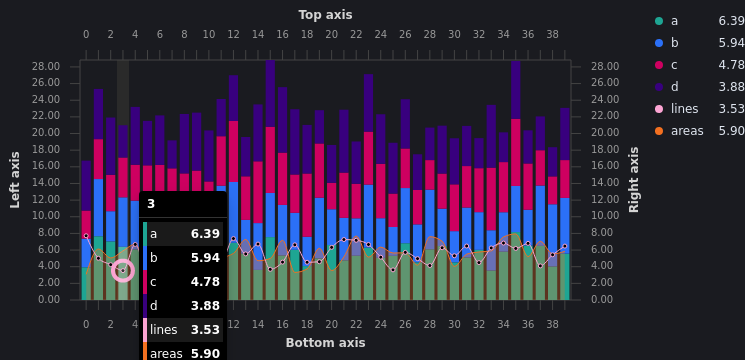 Top axis
0 2 4 6 8 10 12 14 16 18 20 22 24 26 28 30 32 34 36 38
a 6.39
b 5.94
c 4.78
d 3.88
lines 3.53
areas 5.90
Left axis
28.00
26.00
24.00
22.00
20.00
18.00
16.00
14.00
12.00
10.00
8.00
6.00
4.00
2.00
0.00
3
a 6.39
b 5.94
c 4.78
d 3.88
lines 3.53
areas 5.90
28.00
26.00
24.00
22.00
20.00
18.00
16.00
14.00
12.00
10.00
8.00
6.00
4.00
2.00
0.00
Right axis
0 2 4 12 14 16 18 20 22 24 26 28 30 32 34 36 38
Bottom axis